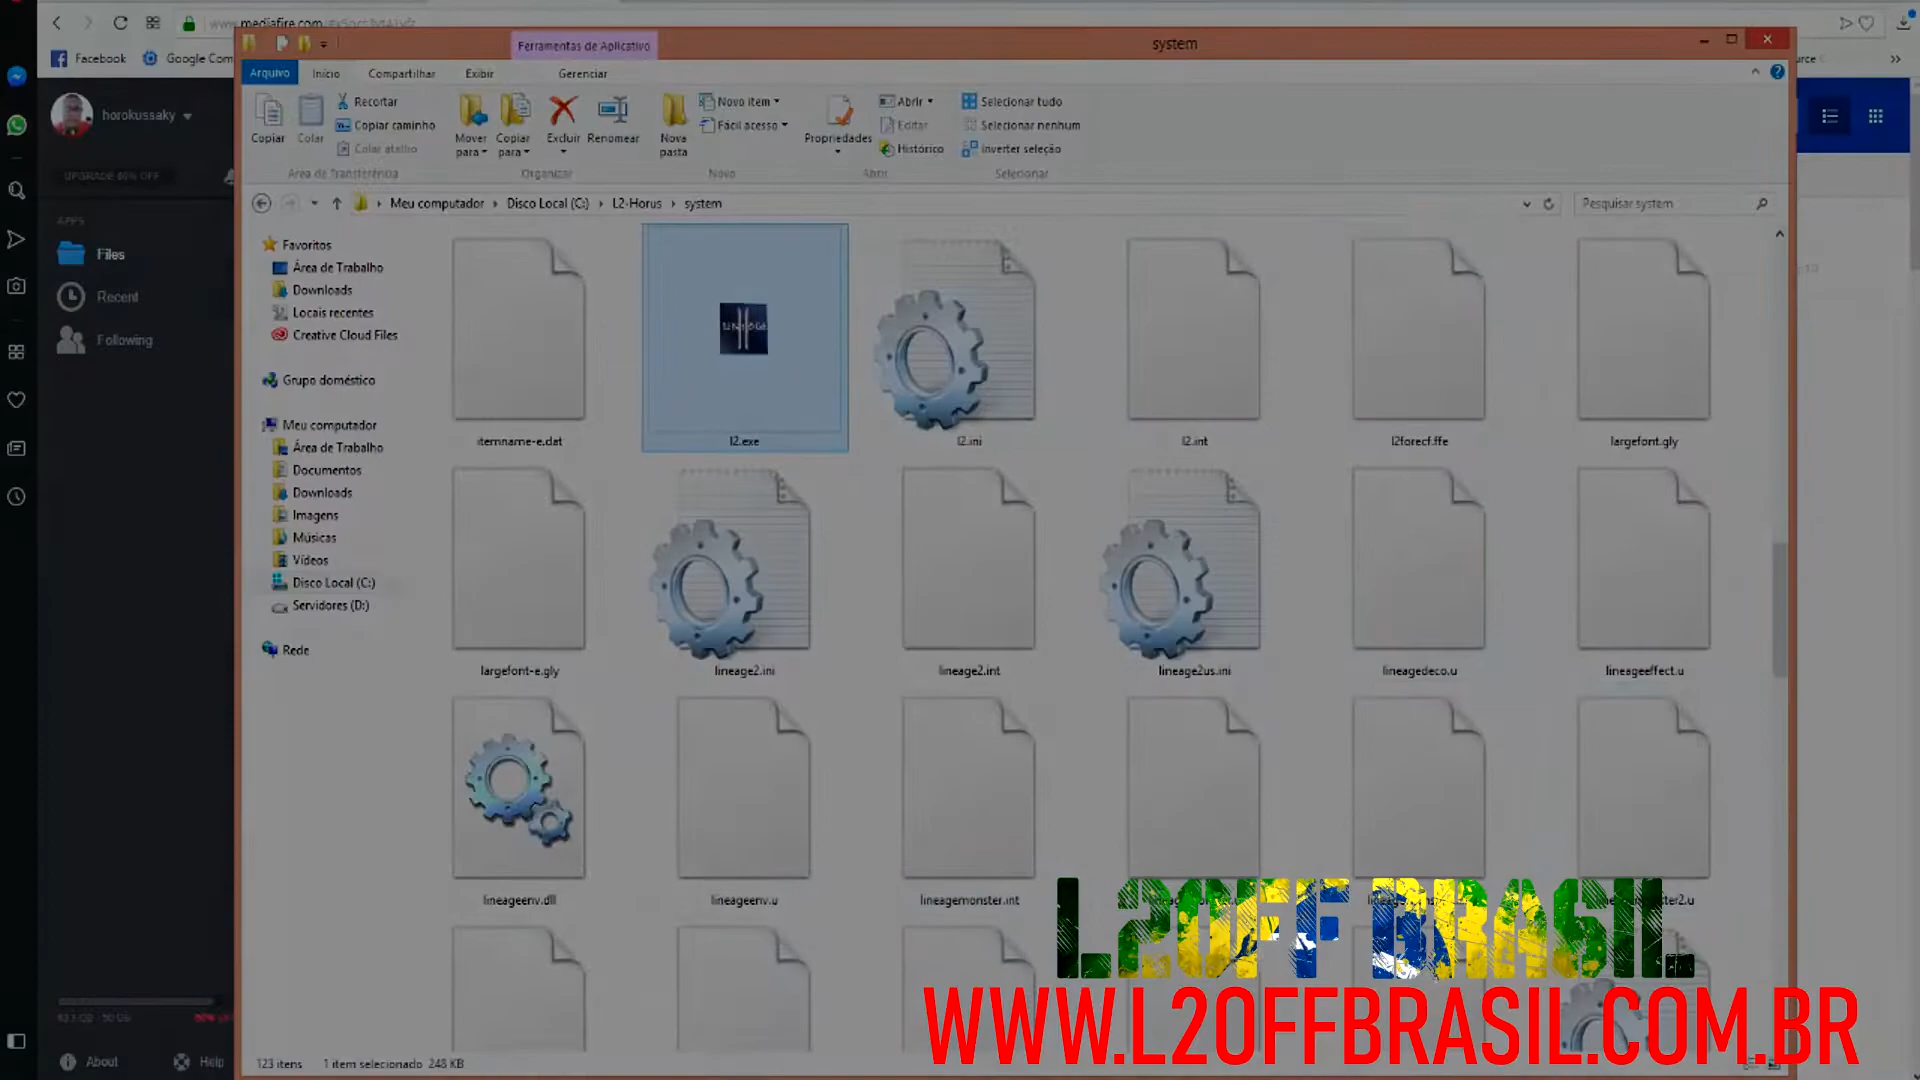 www.mediafire.com
Facebook
Google Com
horokussaky
UPGRADE 60% OFF
APPS
Files
Recent
Following
About
Help
Ferramentas de Aplicativo
system
Arquivo
Início
Compartilhar
Exibir
Gerenciar
Copiar
Colar
Recortar
Copiar caminho
Colar atalho
Área de Transferência
Mover para
Copiar para
Excluir
Renomear
Organizar
Nova pasta
Novo item
Fácil acesso
Novo
Propriedades
Abrir
Editar
Histórico
Abrir
Selecionar tudo
Selecionar nenhum
Inverter seleção
Selecionar
Meu computador
Disco Local (C:)
L2-Horus
system
Pesquisar system
Favoritos
Área de Trabalho
Downloads
Locais recentes
Creative Cloud Files
Grupo doméstico
Meu computador
Área de Trabalho
Documentos
Downloads
Imagens
Músicas
Vídeos
Disco Local (C:)
Servidores (D:)
Rede
itemname-e.dat
l2.exe
l2.ini
l2.int
l2forecf.ffe
largefont.gly
largefont-e.gly
lineage2.ini
lineage2.int
lineage2us.ini
lineagedeco.u
lineageeffect.u
lineageenv.dll
lineageenv.u
lineagemonster.int
L2OFF BRASIL
WWW.L2OFFBRASIL.COM.BR
123 itens
1 item selecionado 248 KB